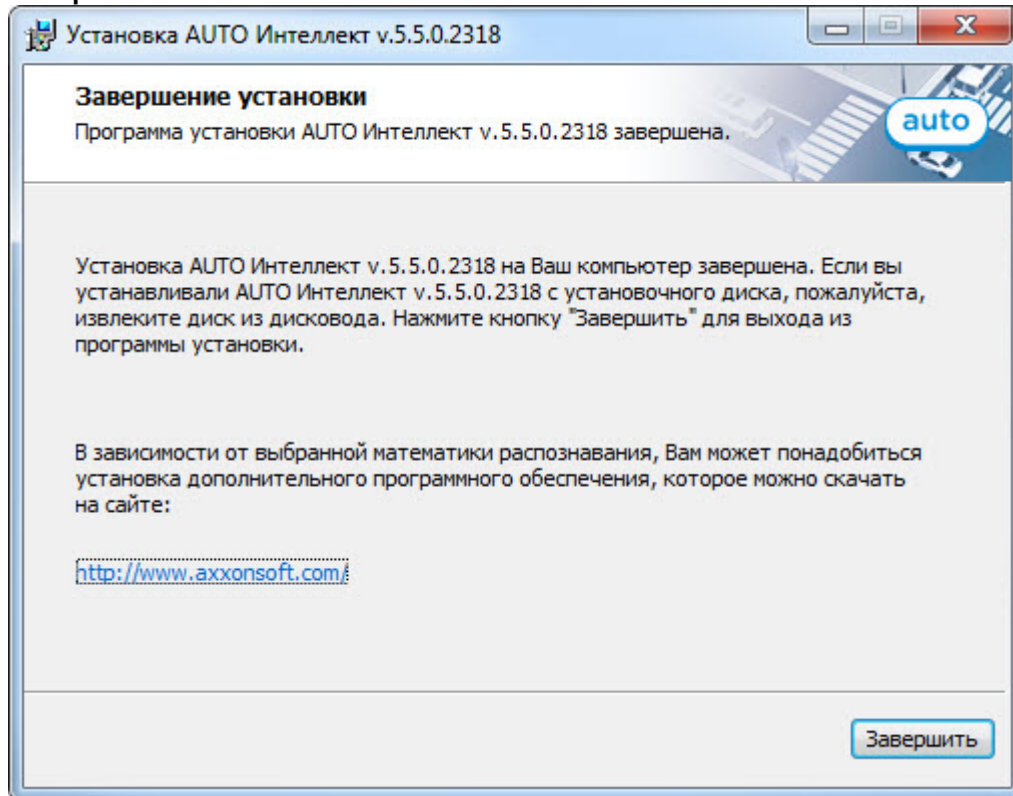 Установка AUTO Интеллект v.5.5.0.2318
Завершение установки
Программа установки AUTO Интеллект v.5.5.0.2318 завершена.
auto
Установка AUTO Интеллект v.5.5.0.2318 на Ваш компьютер завершена. Если вы
устанавливали AUTO Интеллект v.5.5.0.2318 с установочного диска, пожалуйста,
извлеките диск из дисковода. Нажмите кнопку "Завершить" для выхода из
программы установки.
В зависимости от выбранной математики распознавания, Вам может понадобиться
установка дополнительного программного обеспечения, которое можно скачать
на сайте:
http://www.axxonsoft.com/
Завершить